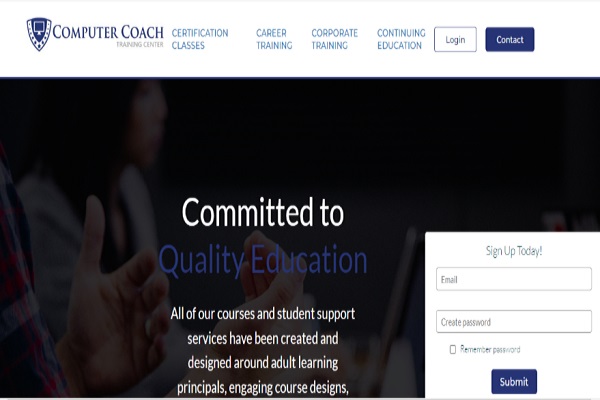 COMPUTER COACH
TRAINING CENTER
CERTIFICATION
CLASSES
CAREER
TRAINING
CORPORATE
TRAINING
CONTINUING
EDUCATION
Login
Contact
Committed to
Quality Education
All of our courses and student support
services have been created and
designed around adult learning
principals, engaging course designs,
Sign Up Today!
Email
Create password
Remember password
Submit